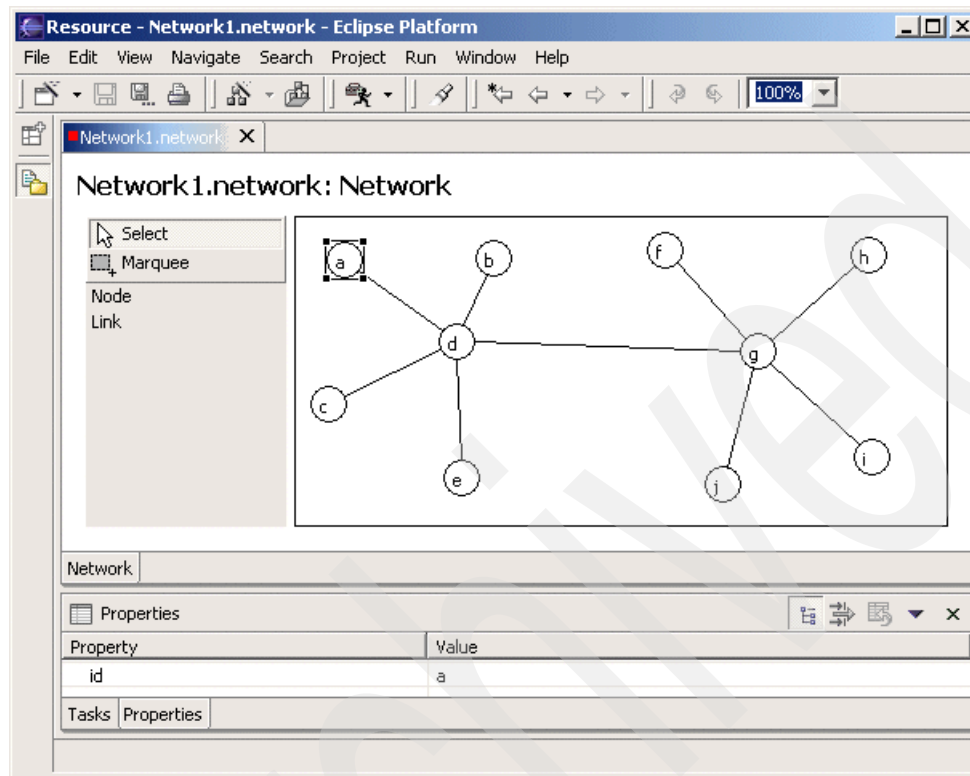 Resource - Network1.network - Eclipse Platform
File Edit View Navigate Search Project Run Window Help
100%
Network1.network
Network1.network: Network
Select
Marquee
Node
Link
a
b
f
h
d
g
c
e
j
i
Network
Properties
Property Value
id a
Tasks Properties